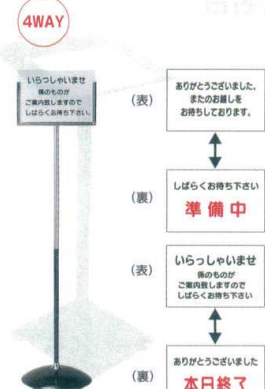 4WAY
いらっしゃいませ
係のものが
ご案内致しますので
しばらくお待ち下さい。
(表)
ありがとうございました。
またのお越しを
お待ちしております。
(裏)
しばらくお待ち下さい
準備中
(表)
いらっしゃいませ
係のものが
ご案内致しますので
しばらくお待ち下さい
(裏)
ありがとうございました
本日終了